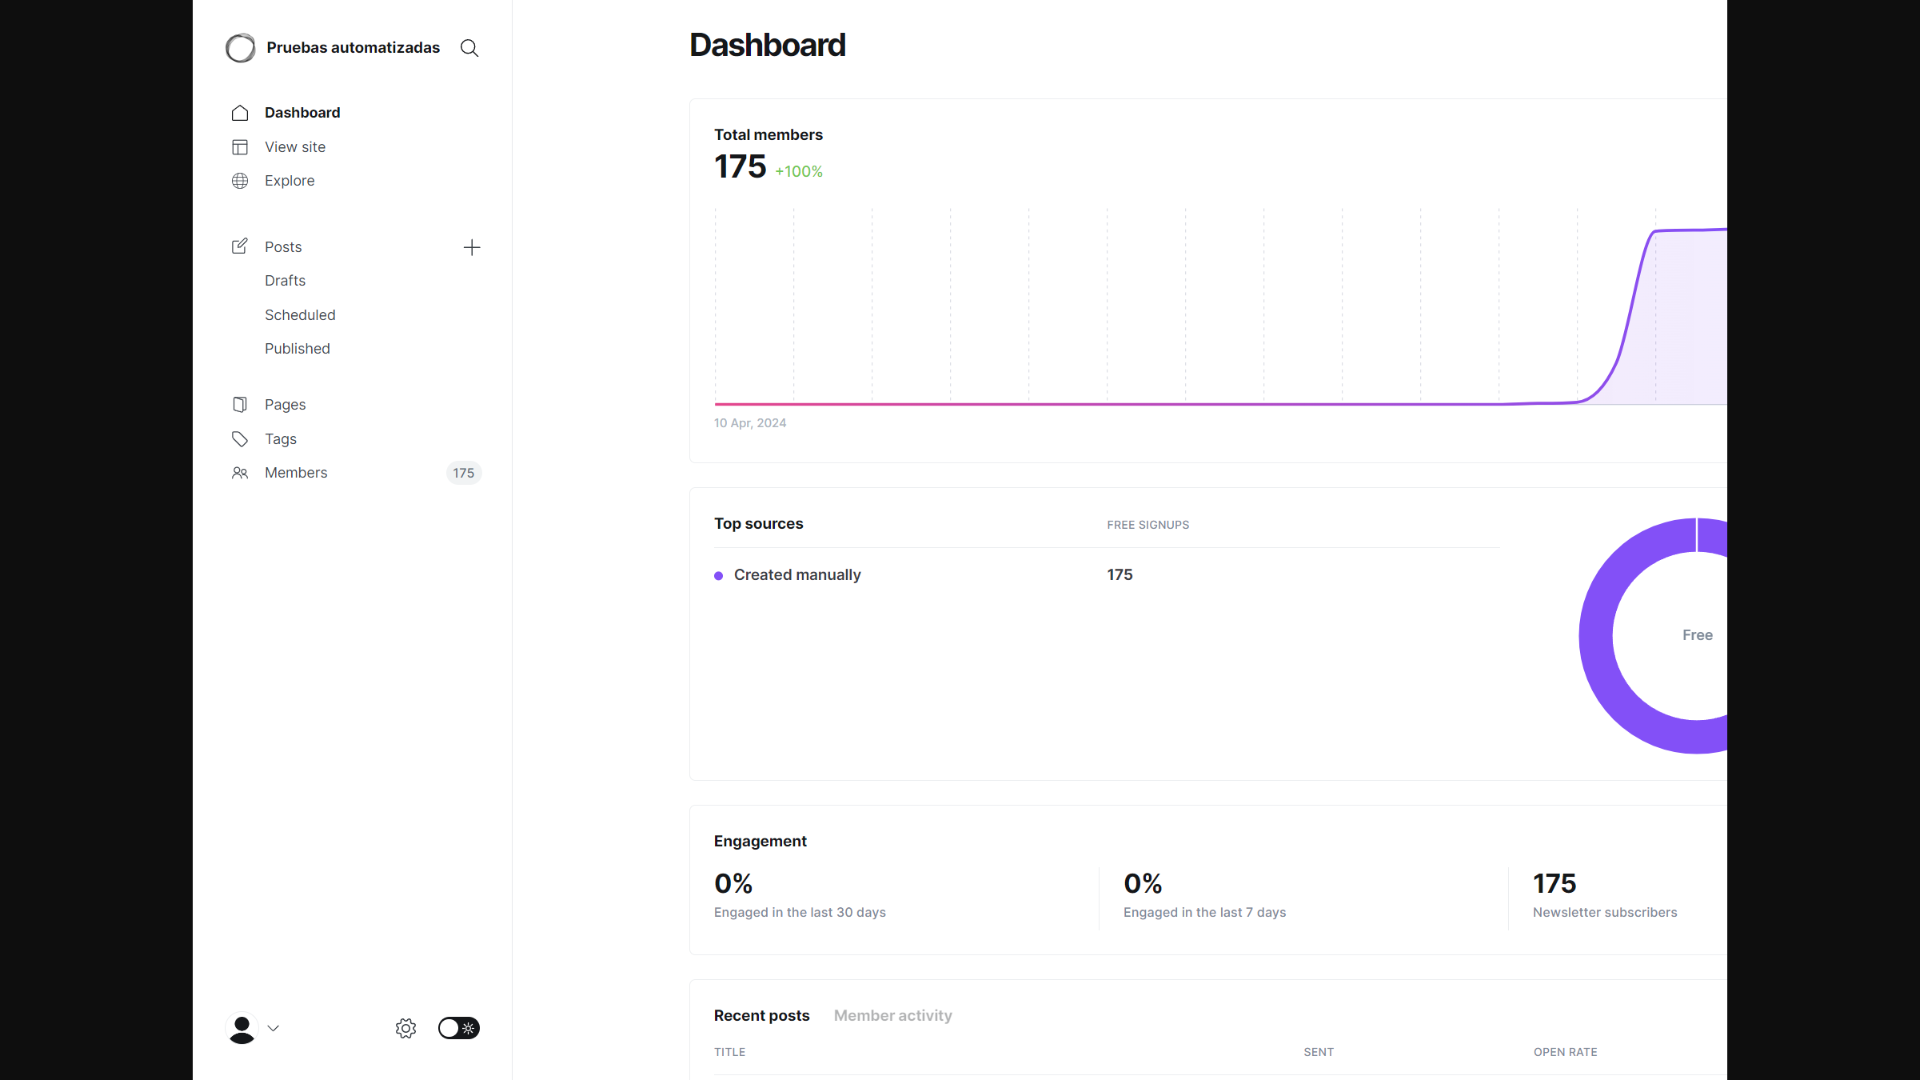 Pruebas automatizadas
Dashboard
View site
Explore
Posts
Drafts
Scheduled
Published
Pages
Tags
Members 175
Dashboard
Total members
175 +100%
10 Apr, 2024
Top sources FREE SIGNUPS
Created manually 175
Free
Engagement
0% 0% 175
Engaged in the last 30 days Engaged in the last 7 days Newsletter subscribers
Recent posts Member activity
TITLE SENT OPEN RATE